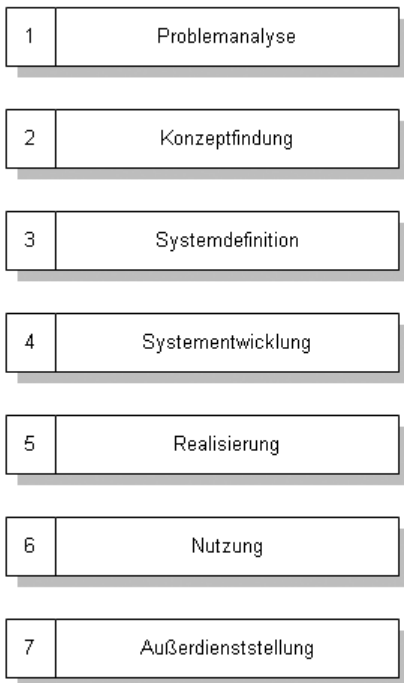 1 Problemanalyse
2 Konzeptfindung
3 Systemdefinition
4 Systementwicklung
5 Realisierung
6 Nutzung
7 Außerdienststellung